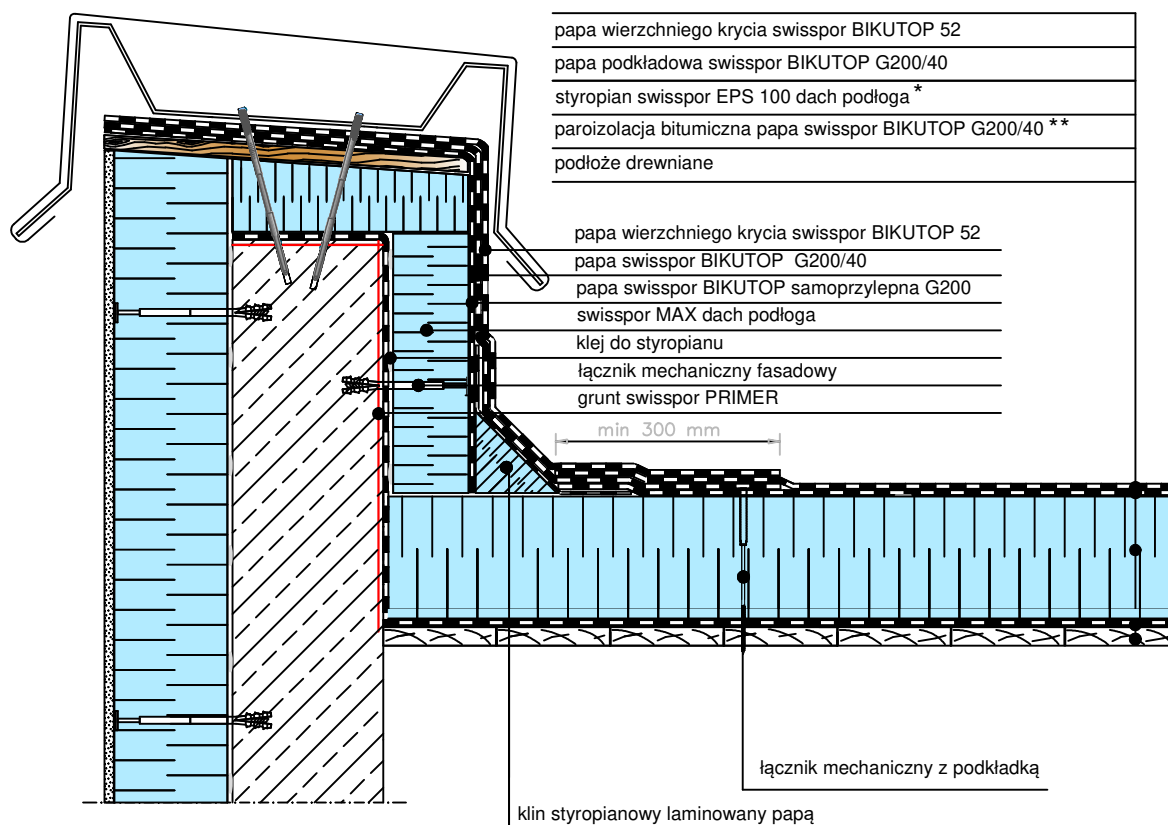 papa wierzchniego krycia swisspor BIKUTOP 52
papa podkładowa swisspor BIKUTOP G200/40
styropian swisspor EPS 100 dach podłoga *
paroizolacja bitumiczna papa swisspor BIKUTOP G200/40 **
podłoże drewniane
papa wierzchniego krycia swisspor BIKUTOP 52
papa swisspor BIKUTOP G200/40
papa swisspor BIKUTOP samoprzylepna G200
swisspor MAX dach podłoga
klej do styropianu
łącznik mechaniczny fasadowy
grunt swisspor PRIMER
min 300 mm
łącznik mechaniczny z podkładką
klin styropianowy laminowany papą